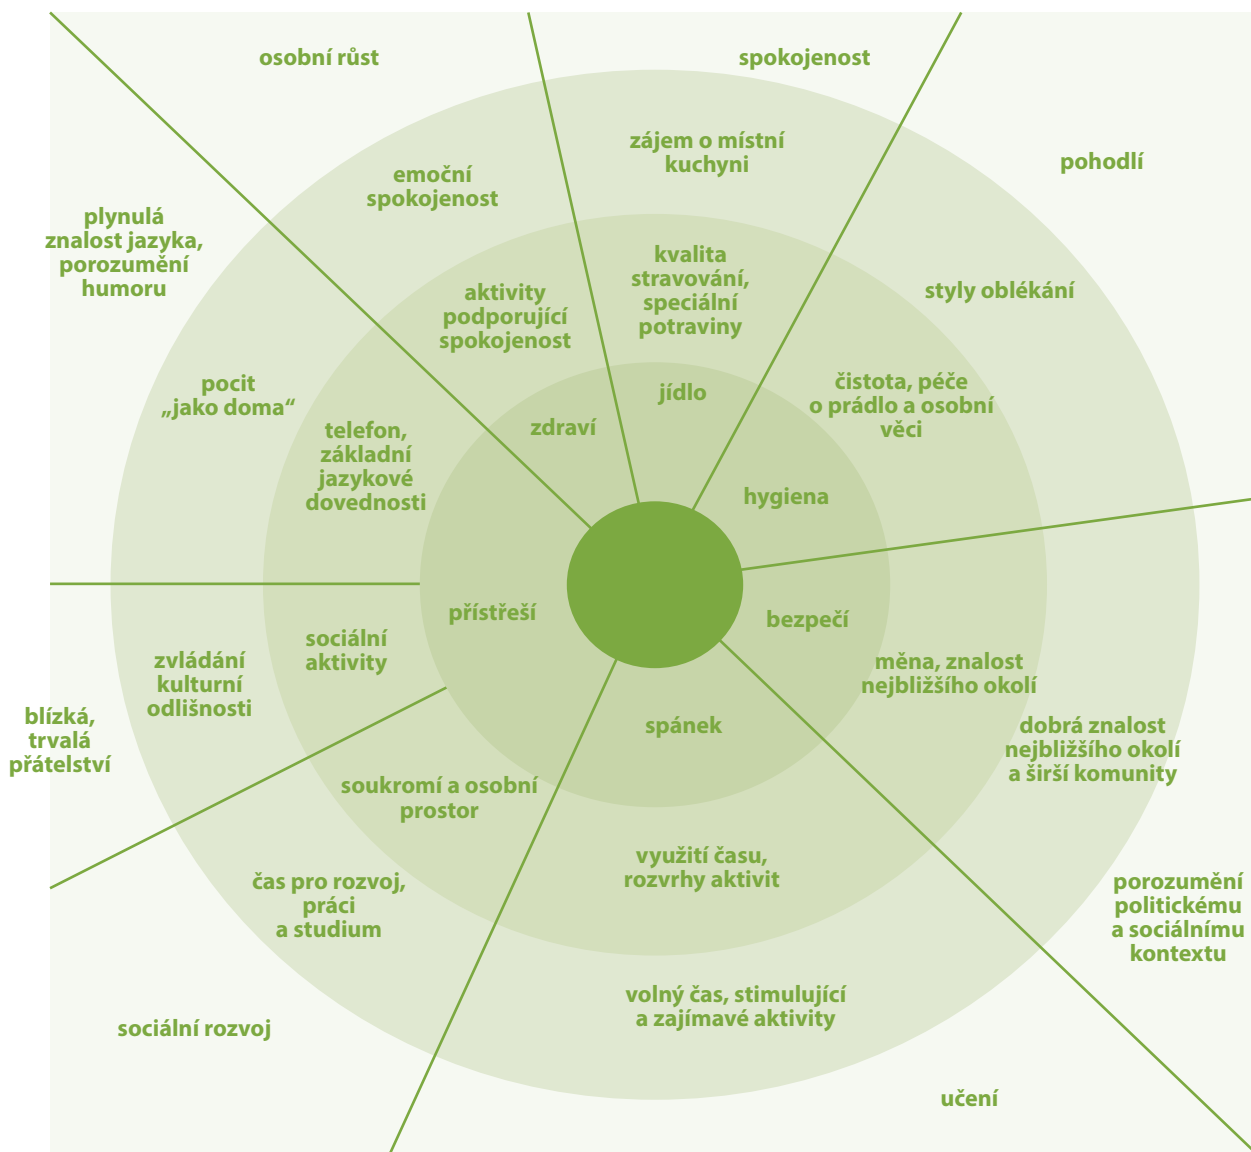 osobní růst
spokojenost
zájem o místní
kuchyni
pohodlí
emoční
spokojenost
plynulá
znalost jazyka,
porozumění
humoru
kvalita
stravování,
speciální
potraviny
styly oblékání
aktivity
podporující
spokojenost
pocit
„jako doma“
jídlo
čistota, péče
o prádlo a osobní
věci
zdraví
telefon,
základní
jazykové
dovednosti
hygiena
přístřeší
bezpečí
sociální
aktivity
zvládání
kulturní
odlišnosti
měna, znalost
nejbližšího okolí
blízká,
trvalá
přátelství
spánek
dobrá znalost
nejbližšího okolí
a širší komunity
soukromí a osobní
prostor
využití času,
rozvrhy aktivit
čas pro rozvoj,
práci
a studium
porozumění
politickému
a sociálnímu
kontextu
volný čas, stimulující
a zajímavé aktivity
sociální rozvoj
učení